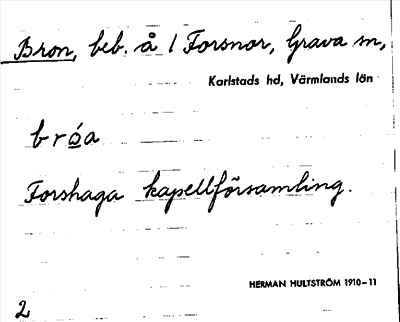 Bron, beb. å 1 Forsnor, Grava sn,
Karlstads hd, Värmlands län
bróa
Forshaga kapellförsamling.
HERMAN HULTSTRÖM 1910-11
2